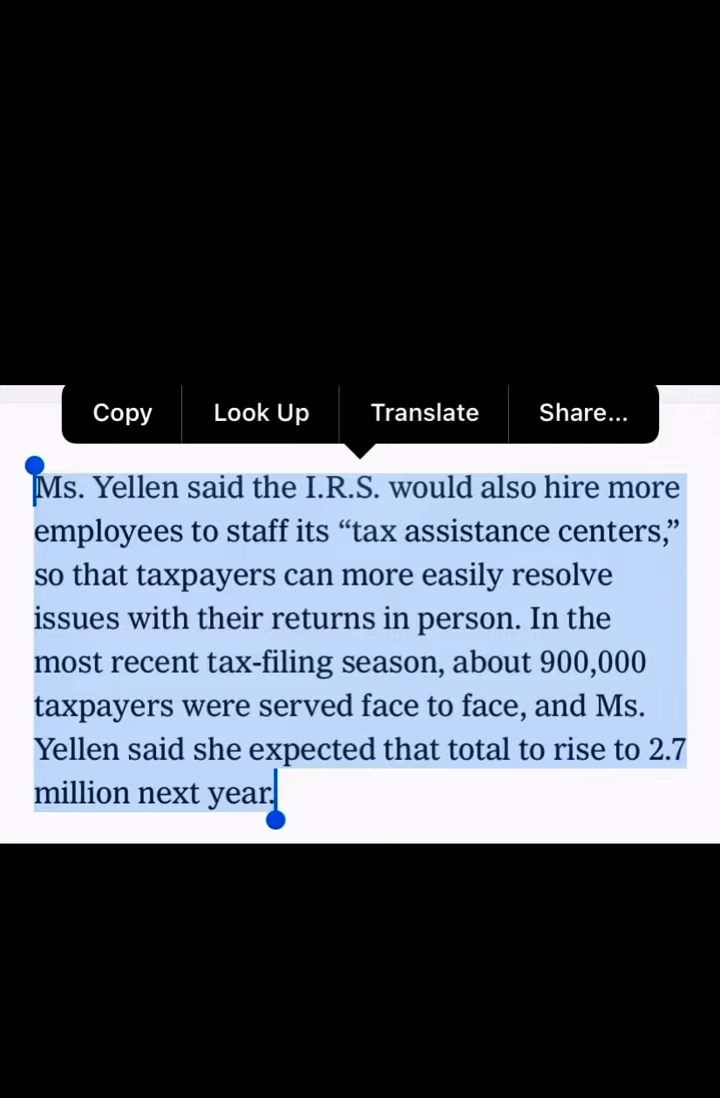 Copy Look Up Translate Share...
Ms. Yellen said the I.R.S. would also hire more
employees to staff its “tax assistance centers,”
so that taxpayers can more easily resolve
issues with their returns in person. In the
most recent tax-filing season, about 900,000
taxpayers were served face to face, and Ms.
Yellen said she expected that total to rise to 2.7
million next year.